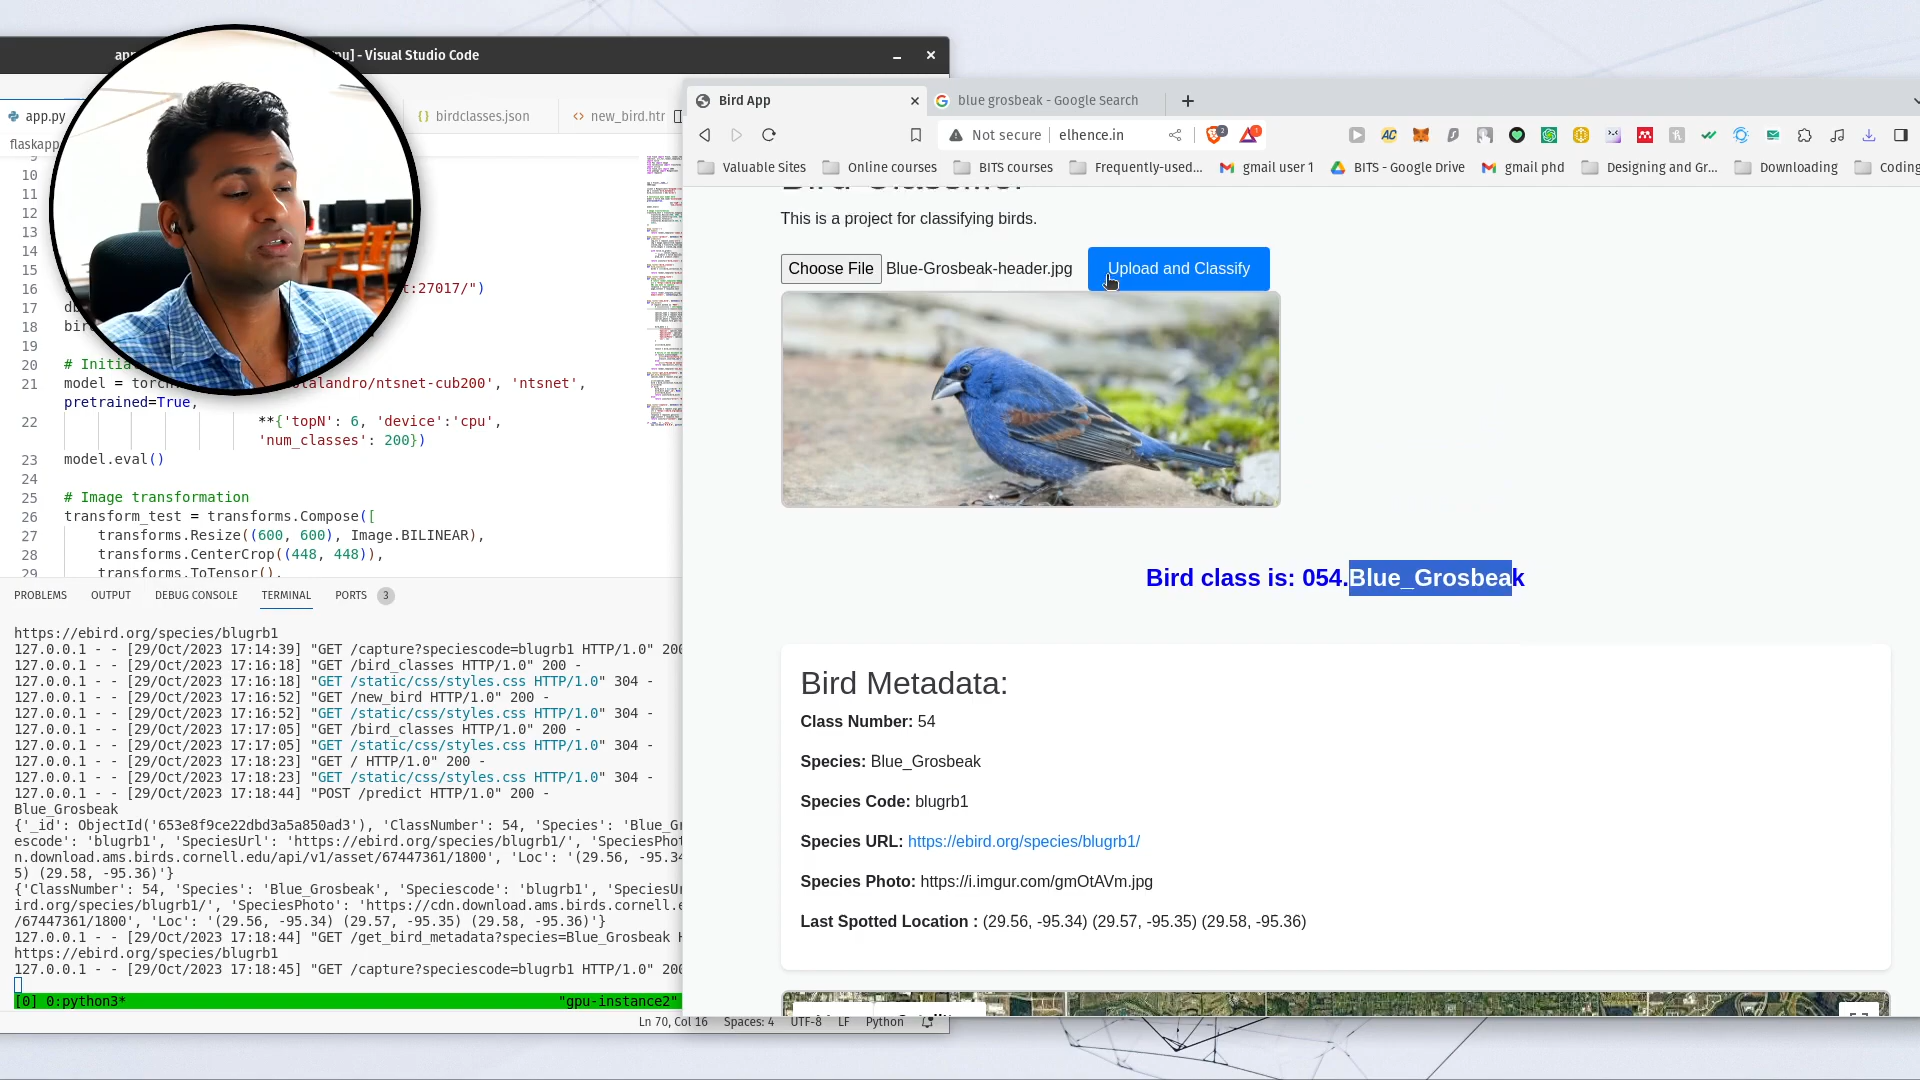 app
pu] - Visual Studio Code
app.py
birdclasses.json
new_bird.htr
flaskapp
9
10
11
12
13
14
15
16 t:27017/")
17 db
18 bir
19
20 # Initia
21 model = torch alandro/ntsnet-cub200', 'ntsnet',
pretrained=True,
22 **{'topN': 6, 'device':'cpu',
'num_classes': 200})
23 model.eval()
24
25 # Image transformation
26 transform_test = transforms.Compose([
27 transforms.Resize((600, 600), Image.BILINEAR),
28 transforms.CenterCrop((448, 448)),
29 transforms.ToTensor(),
PROBLEMS OUTPUT DEBUG CONSOLE TERMINAL PORTS 3
https://ebird.org/species/blugrb1
127.0.0.1 - - [29/Oct/2023 17:14:39] "GET /capture?speciescode=blugrb1 HTTP/1.0" 200
127.0.0.1 - - [29/Oct/2023 17:16:18] "GET /bird_classes HTTP/1.0" 200 -
127.0.0.1 - - [29/Oct/2023 17:16:18] "GET /static/css/styles.css HTTP/1.0" 304 -
127.0.0.1 - - [29/Oct/2023 17:16:52] "GET /new_bird HTTP/1.0" 200 -
127.0.0.1 - - [29/Oct/2023 17:16:52] "GET /static/css/styles.css HTTP/1.0" 304 -
127.0.0.1 - - [29/Oct/2023 17:17:05] "GET /bird_classes HTTP/1.0" 200 -
127.0.0.1 - - [29/Oct/2023 17:17:05] "GET /static/css/styles.css HTTP/1.0" 304 -
127.0.0.1 - - [29/Oct/2023 17:18:23] "GET / HTTP/1.0" 200 -
127.0.0.1 - - [29/Oct/2023 17:18:23] "GET /static/css/styles.css HTTP/1.0" 304 -
127.0.0.1 - - [29/Oct/2023 17:18:44] "POST /predict HTTP/1.0" 200 -
Blue_Grosbeak
{'_id': ObjectId('653e8f9ce22dbd3a5a850ad3'), 'ClassNumber': 54, 'Species': 'Blue_Gr
escode': 'blugrb1', 'SpeciesUrl': 'https://ebird.org/species/blugrb1/', 'SpeciesPhot
n.download.ams.birds.cornell.edu/api/v1/asset/67447361/1800', 'Loc': '(29.56, -95.34
5) (29.58, -95.36)'}
{'ClassNumber': 54, 'Species': 'Blue_Grosbeak', 'Speciescode': 'blugrb1', 'SpeciesUr
ird.org/species/blugrb1/', 'SpeciesPhoto': 'https://cdn.download.ams.birds.cornell.e
/67447361/1800', 'Loc': '(29.56, -95.34) (29.57, -95.35) (29.58, -95.36)'}
127.0.0.1 - - [29/Oct/2023 17:18:44] "GET /get_bird_metadata?species=Blue_Grosbeak H
https://ebird.org/species/blugrb1
127.0.0.1 - - [29/Oct/2023 17:18:45] "GET /capture?speciescode=blugrb1 HTTP/1.0" 200
[0] 0:python3* "gpu-instance2"
Ln 70, Col 16 Spaces: 4 UTF-8 LF Python
Bird App
blue grosbeak - Google Search
Not secure elhence.in
2
1
Valuable Sites Online courses BITS courses Frequently-used... gmail user 1 BITS - Google Drive gmail phd Designing and Gr... Downloading Coding
Bird Classifier
This is a project for classifying birds.
Choose File Blue-Grosbeak-header.jpg Upload and Classify
Bird class is: 054.Blue_Grosbeak
Bird Metadata:
Class Number: 54
Species: Blue_Grosbeak
Species Code: blugrb1
Species URL: https://ebird.org/species/blugrb1/
Species Photo: https://i.imgur.com/gmOtAVm.jpg
Last Spotted Location : (29.56, -95.34) (29.57, -95.35) (29.58, -95.36)